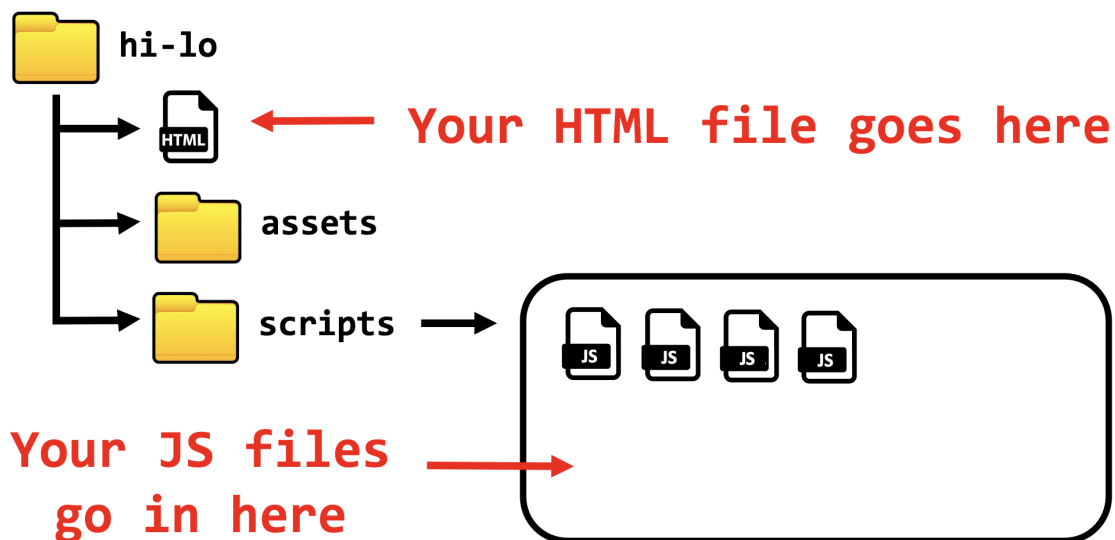 hi-lo
HTML
Your HTML file goes here
assets
scripts
JS JS JS JS
Your JS files
go in here